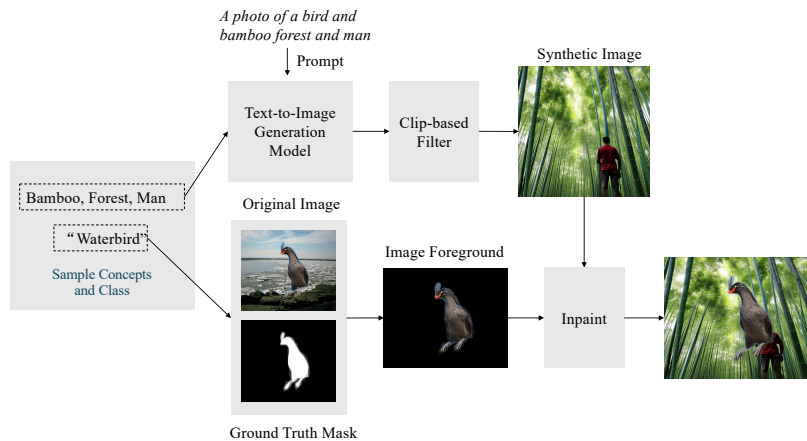 A photo of a bird and
bamboo forest and man
Prompt
Synthetic Image
Text-to-Image
Generation
Model
Clip-based
Filter
Bamboo, Forest, Man
“Waterbird”
Sample Concepts
and Class
Original Image
Image Foreground
Inpaint
Ground Truth Mask